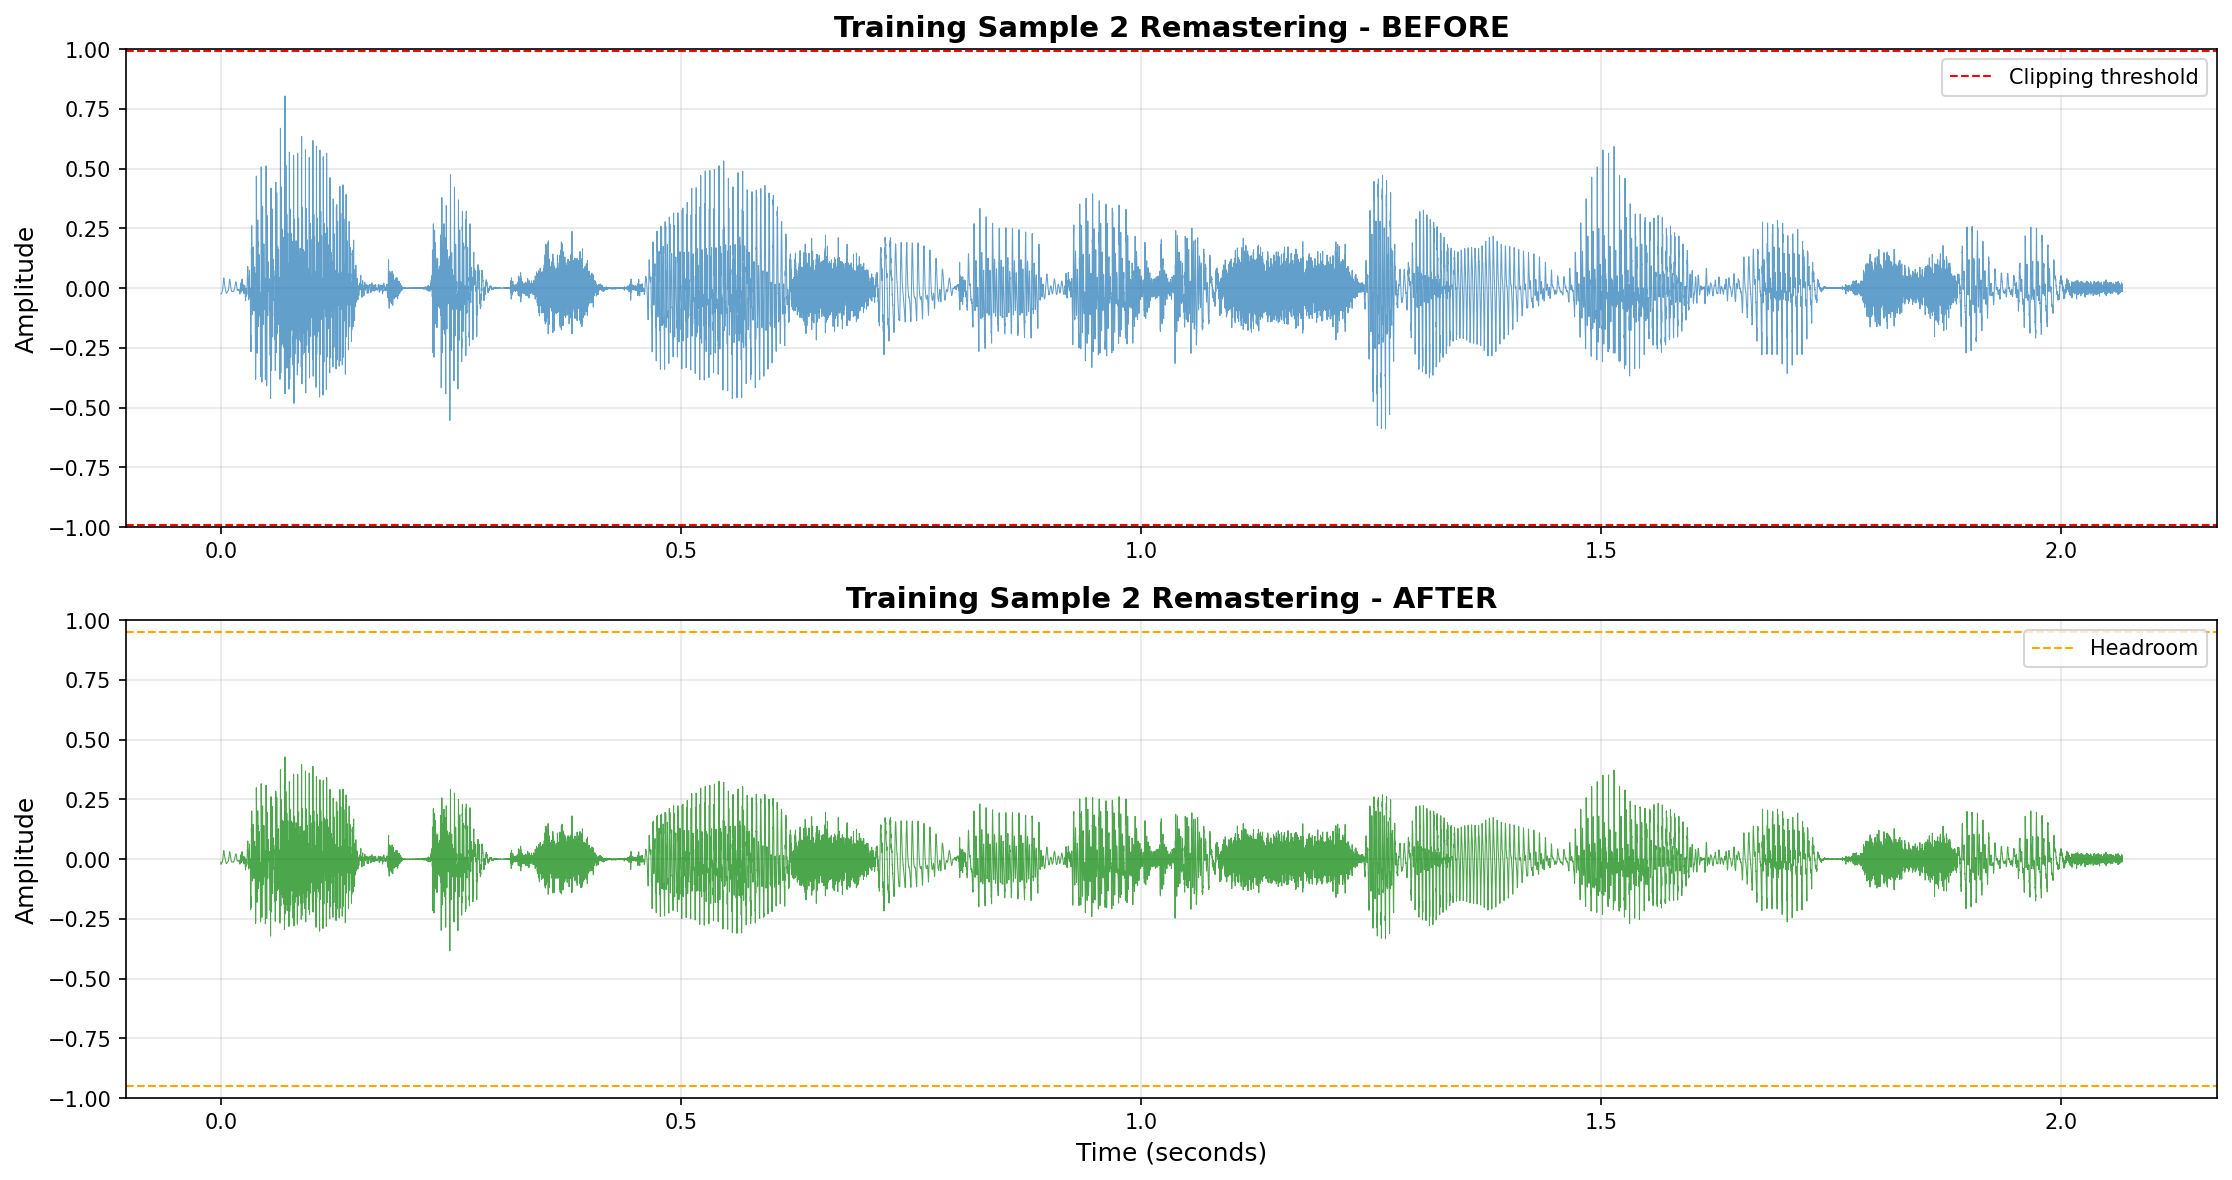 Training Sample 2 Remastering - BEFORE
1.00
0.75
0.50
0.25
0.00
−0.25
−0.50
−0.75
−1.00
Amplitude
Clipping threshold
0.0 0.5 1.0 1.5 2.0
Training Sample 2 Remastering - AFTER
1.00
0.75
0.50
0.25
0.00
−0.25
−0.50
−0.75
−1.00
Amplitude
Headroom
0.0 0.5 1.0 1.5 2.0
Time (seconds)